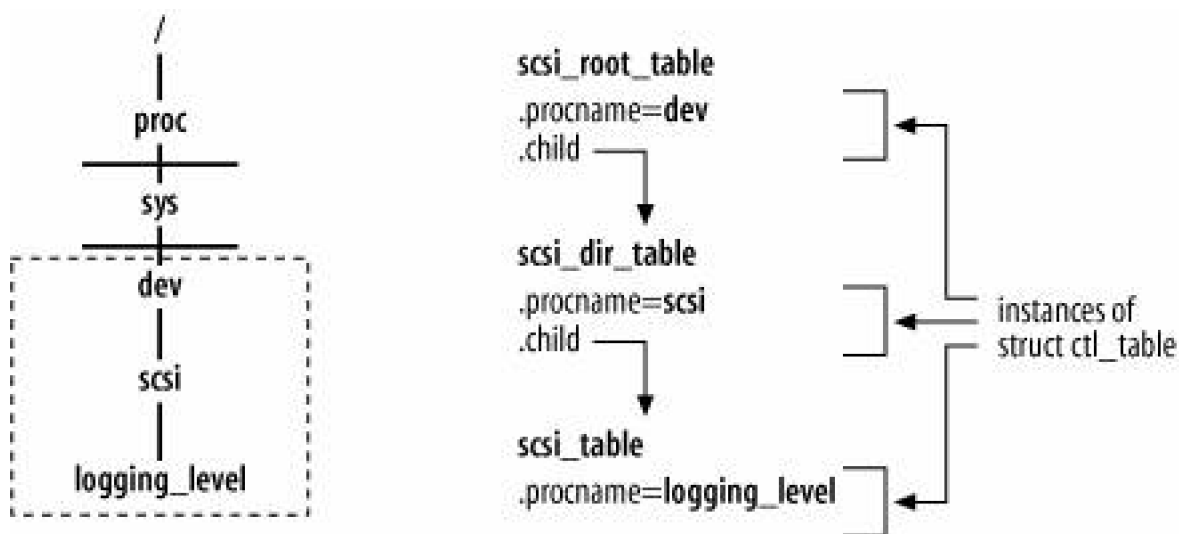 /
proc
sys
dev
scsi
logging_level
scsi_root_table
.procname=dev
.child
scsi_dir_table
.procname=scsi
.child
scsi_table
.procname=logging_level
instances of
struct ctl_table